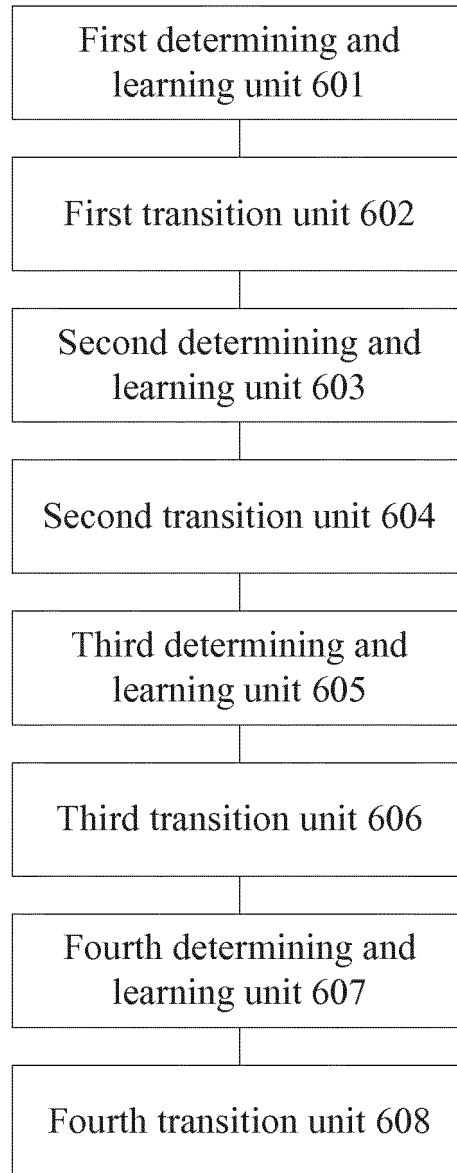 First determining and
learning unit 601
First transition unit 602
Second determining and
learning unit 603
Second transition unit 604
Third determining and
learning unit 605
Third transition unit 606
Fourth determining and
learning unit 607
Fourth transition unit 608